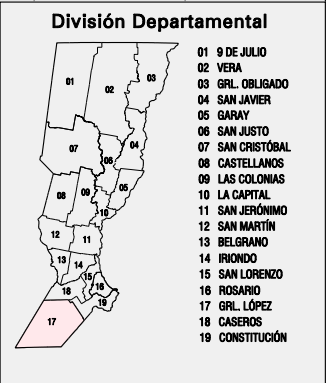 División Departamental
01 9 DE JULIO
02 VERA
03 GRL. OBLIGADO
04 SAN JAVIER
05 GARAY
06 SAN JUSTO
07 SAN CRISTÓBAL
08 CASTELLANOS
09 LAS COLONIAS
10 LA CAPITAL
11 SAN JERÓNIMO
12 SAN MARTÍN
13 BELGRANO
14 IRIONDO
15 SAN LORENZO
16 ROSARIO
17 GRL. LÓPEZ
18 CASEROS
19 CONSTITUCIÓN
01
02
03
04
07
06
05
08
09
10
12
11
13
14
15
16
18
19
17